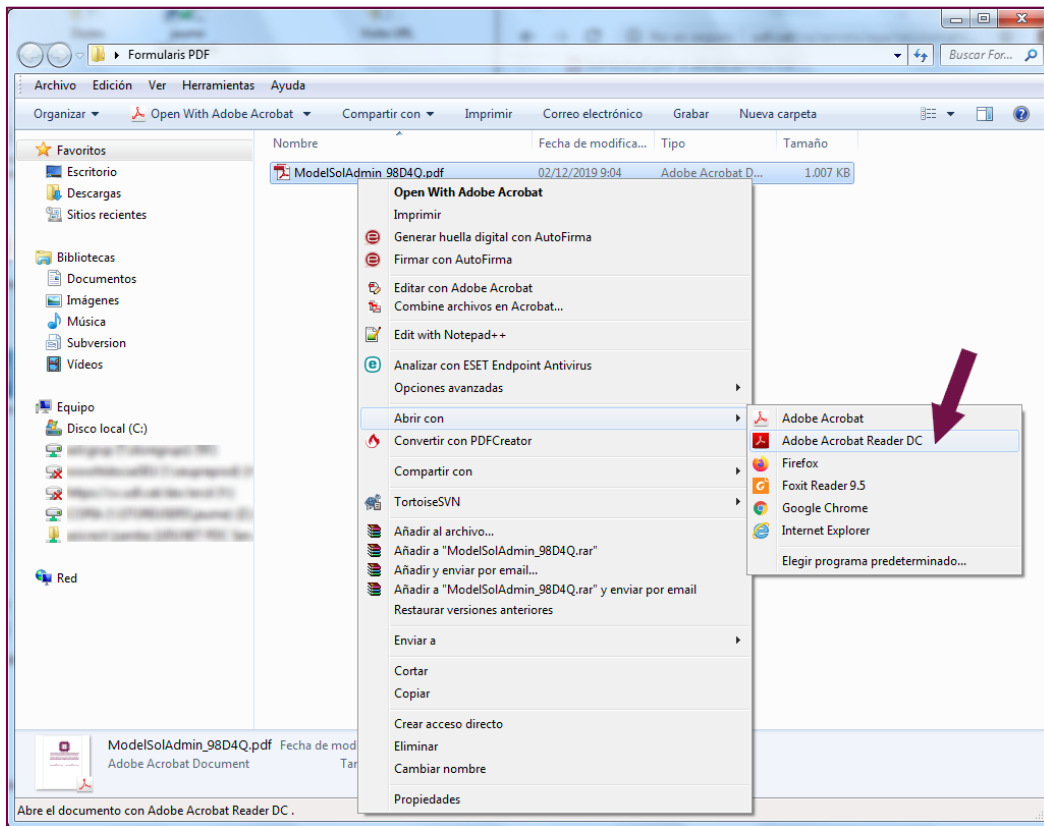 Formularis PDF
Buscar For...
Archivo Edición Ver Herramientas Ayuda
Organizar Open With Adobe Acrobat Compartir con Imprimir Correo electrónico Grabar Nueva carpeta
Nombre Fecha de modifica... Tipo Tamaño
ModelSolAdmin_98D4Q.pdf 02/12/2019 9:04 Adobe Acrobat D... 1.007 KB
Favoritos
Escritorio
Descargas
Sitios recientes
Bibliotecas
Documentos
Imágenes
Música
Subversion
Vídeos
Equipo
Disco local (C:)
Red
Open With Adobe Acrobat
Imprimir
Generar huella digital con AutoFirma
Firmar con AutoFirma
Editar con Adobe Acrobat
Combine archivos en Acrobat...
Edit with Notepad++
Analizar con ESET Endpoint Antivirus
Opciones avanzadas
Abrir con
Convertir con PDFCreator
Compartir con
TortoiseSVN
Añadir al archivo...
Añadir a "ModelSolAdmin_98D4Q.rar"
Añadir y enviar por email...
Añadir a "ModelSolAdmin_98D4Q.rar" y enviar por email
Restaurar versiones anteriores
Enviar a
Cortar
Copiar
Crear acceso directo
Eliminar
Cambiar nombre
Propiedades
Adobe Acrobat
Adobe Acrobat Reader DC
Firefox
Foxit Reader 9.5
Google Chrome
Internet Explorer
Elegir programa predeterminado...
ModelSolAdmin_98D4Q.pdf Fecha de mod
Adobe Acrobat Document Tar
Abre el documento con Adobe Acrobat Reader DC .